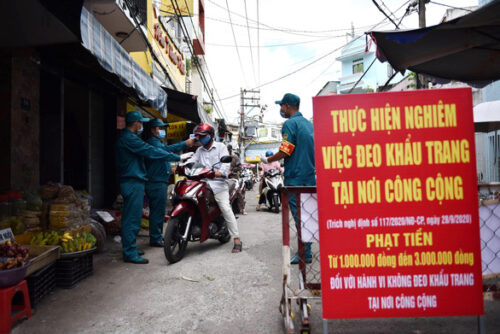 THỰC HIỆN NGHIÊM
VIỆC ĐEO KHẨU TRANG
TẠI NƠI CÔNG CỘNG
(Trích nghị định số 117/2020/NĐ-CP, ngày 28/9/2020)
PHẠT TIỀN
Từ 1.000.000 đồng đến 3.000.000 đồng
ĐỐI VỚI HÀNH VI KHÔNG ĐEO KHẨU TRANG
TẠI NƠI CÔNG CỘNG